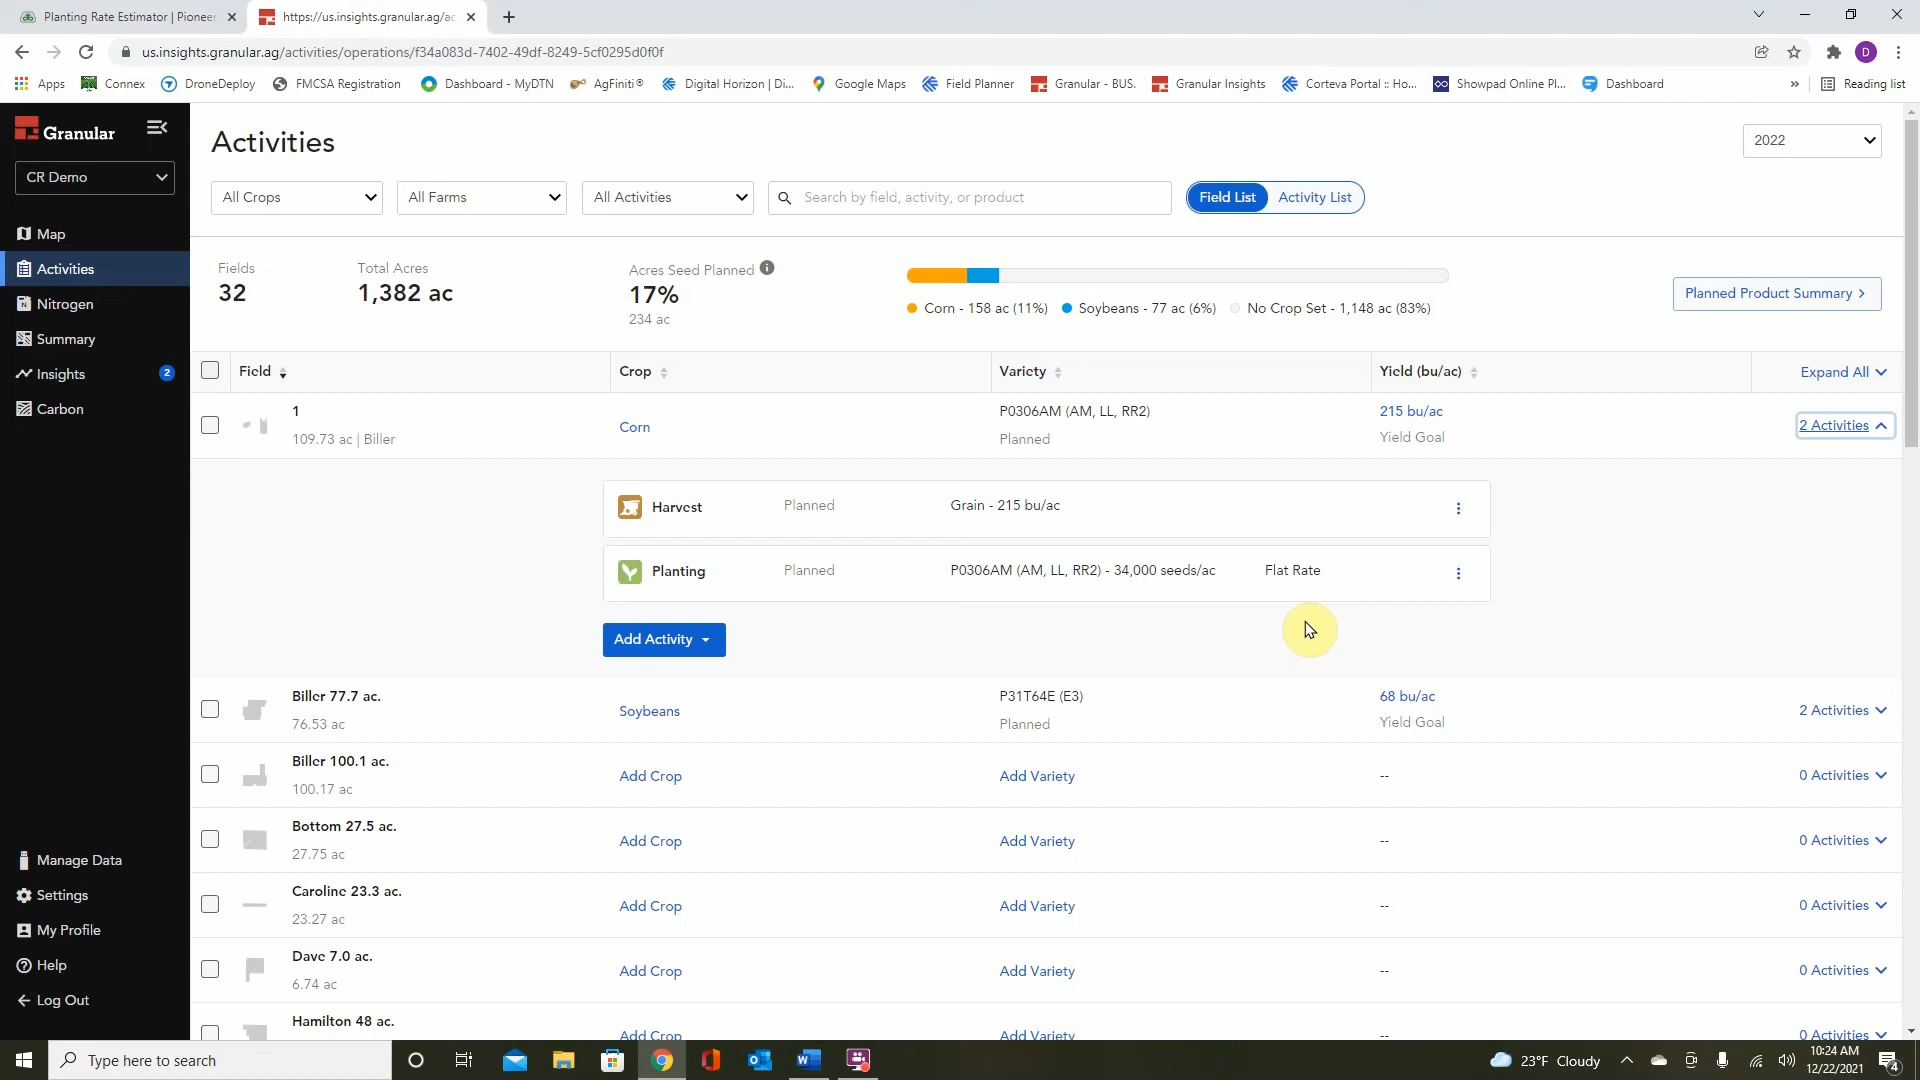 Planting Rate Estimator | Pioneer
https://us.insights.granular.ag/ac
us.insights.granular.ag/activities/operations/f34a083d-7402-49df-8249-5cf0295d0f0f
D
Apps
Connex
DroneDeploy
FMCSA Registration
Dashboard - MyDTN
AgFiniti®
Digital Horizon | Di...
Google Maps
Field Planner
Granular - BUS.
Granular Insights
Corteva Portal :: Ho...
Showpad Online Pl...
Dashboard
»
Reading list
Granular
CR Demo
Map
Activities
Nitrogen
Summary
Insights
2
Carbon
Manage Data
Settings
My Profile
Help
Log Out
Activities
2022
All Crops
All Farms
All Activities
Search by field, activity, or product
Field List
Activity List
Fields
32
Total Acres
1,382 ac
Acres Seed Planned
17%
234 ac
Corn - 158 ac (11%)
Soybeans - 77 ac (6%)
No Crop Set - 1,148 ac (83%)
Planned Product Summary >
Field
Crop
Variety
Yield (bu/ac)
Expand All
1
109.73 ac | Biller
Corn
P0306AM (AM, LL, RR2)
Planned
215 bu/ac
Yield Goal
2 Activities
Harvest
Planned
Grain - 215 bu/ac
Planting
Planned
P0306AM (AM, LL, RR2) - 34,000 seeds/ac
Flat Rate
Add Activity
Biller 77.7 ac.
76.53 ac
Soybeans
P31T64E (E3)
Planned
68 bu/ac
Yield Goal
2 Activities
Biller 100.1 ac.
100.17 ac
Add Crop
Add Variety
--
0 Activities
Bottom 27.5 ac.
27.75 ac
Add Crop
Add Variety
--
0 Activities
Caroline 23.3 ac.
23.27 ac
Add Crop
Add Variety
--
0 Activities
Dave 7.0 ac.
6.74 ac
Add Crop
Add Variety
--
0 Activities
Hamilton 48 ac.
Add Crop
Add Variety
0 Activities
Type here to search
23°F Cloudy
10:24 AM
12/22/2021
4